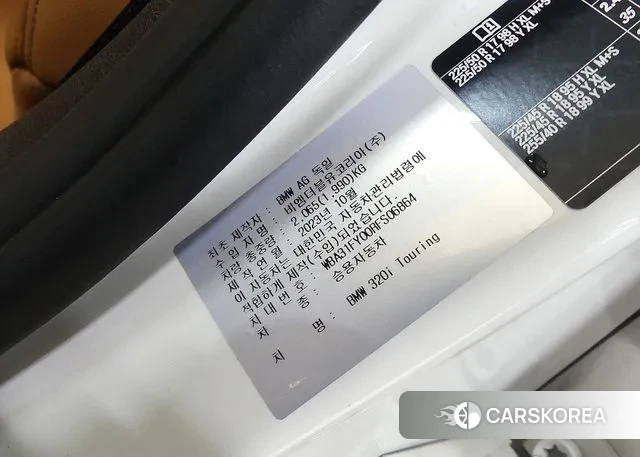 최초 제작자 : BMW AG 독일
수입 자명 : 비엠더블유코리아(주)
차량 총중량 : 2,065(1,990)KG
제작 연월 : 2023년 10월
이 자동차는 대한민국 자동차관리법령에
적합하게 제작(수입)되었습니다
차대번호 : WBA31FY00RFS06864
차 종 : 승용자동차
차 명 : BMW 320i Touring
225/50 R 17 98 H XL M+S
225/50 R 17 98 Y XL
225/45 R 18 95 H XL M+S
225/45 R 18 95 Y XL
255/40 R 18 99 Y XL
35
CARSKOREA